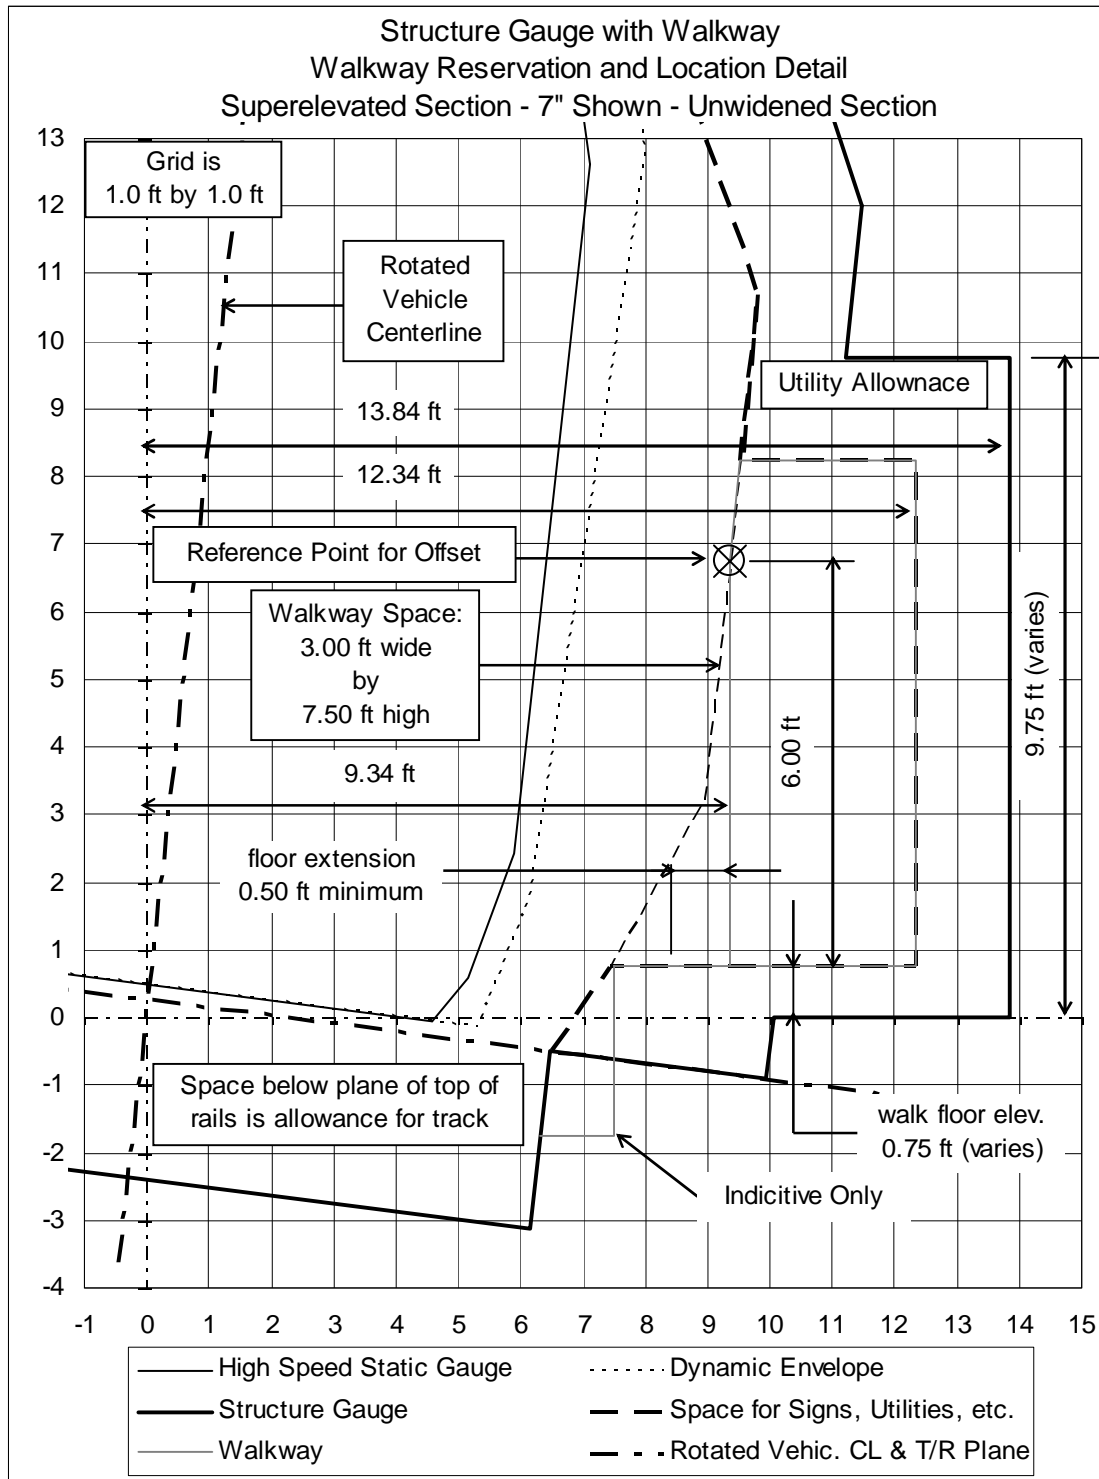 Structure Gauge with Walkway
Walkway Reservation and Location Detail
Superelevated Section - 7" Shown - Unwidened Section
13
12
11
10
9
8
7
6
5
4
3
2
1
0
-1
-2
-3
-4
Grid is
1.0 ft by 1.0 ft
Rotated
Vehicle
Centerline
Utility Allownace
13.84 ft
12.34 ft
Reference Point for Offset
Walkway Space:
3.00 ft wide
by
7.50 ft high
9.34 ft
6.00 ft
9.75 ft (varies)
floor extension
0.50 ft minimum
Space below plane of top of
rails is allowance for track
walk floor elev.
0.75 ft (varies)
Indicitive Only
-1 0 1 2 3 4 5 6 7 8 9 10 11 12 13 14 15
High Speed Static Gauge
Dynamic Envelope
Structure Gauge
Space for Signs, Utilities, etc.
Walkway
Rotated Vehic. CL & T/R Plane